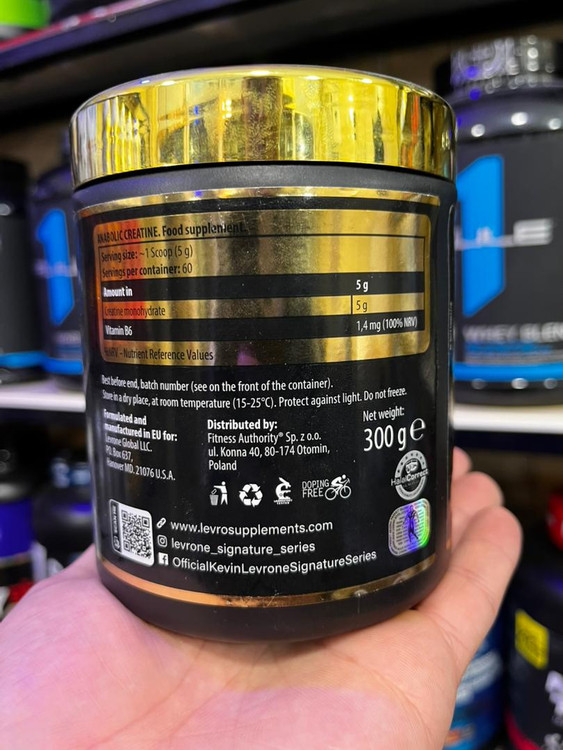 ANABOLIC CREATINE. Food supplement.
Serving size: ~1 Scoop (5 g)
Servings per container: 60
Amount in 5 g
Creatine monohydrate 5 g
Vitamin B6 1,4 mg (100% NRV)
%NRV - Nutrient Reference Values
Best before end, batch number (see on the front of the container).
Store in a dry place, at room temperature (15-25°C). Protect against light. Do not freeze.
Formulated and
manufactured in EU for:
Levrone Global LLC.
P.O. Box 637,
Hanover MD. 21076 U.S.A.
Distributed by:
Fitness Authority® Sp. z o.o.
ul. Konna 40, 80-174 Otomin,
Poland
Net weight:
300 g ℮
DOPING
FREE
HalalCorrect
www.levrosupplements.com
levrone_signature_series
OfficialKevinLevroneSignatureSeries
WHEY BLEN